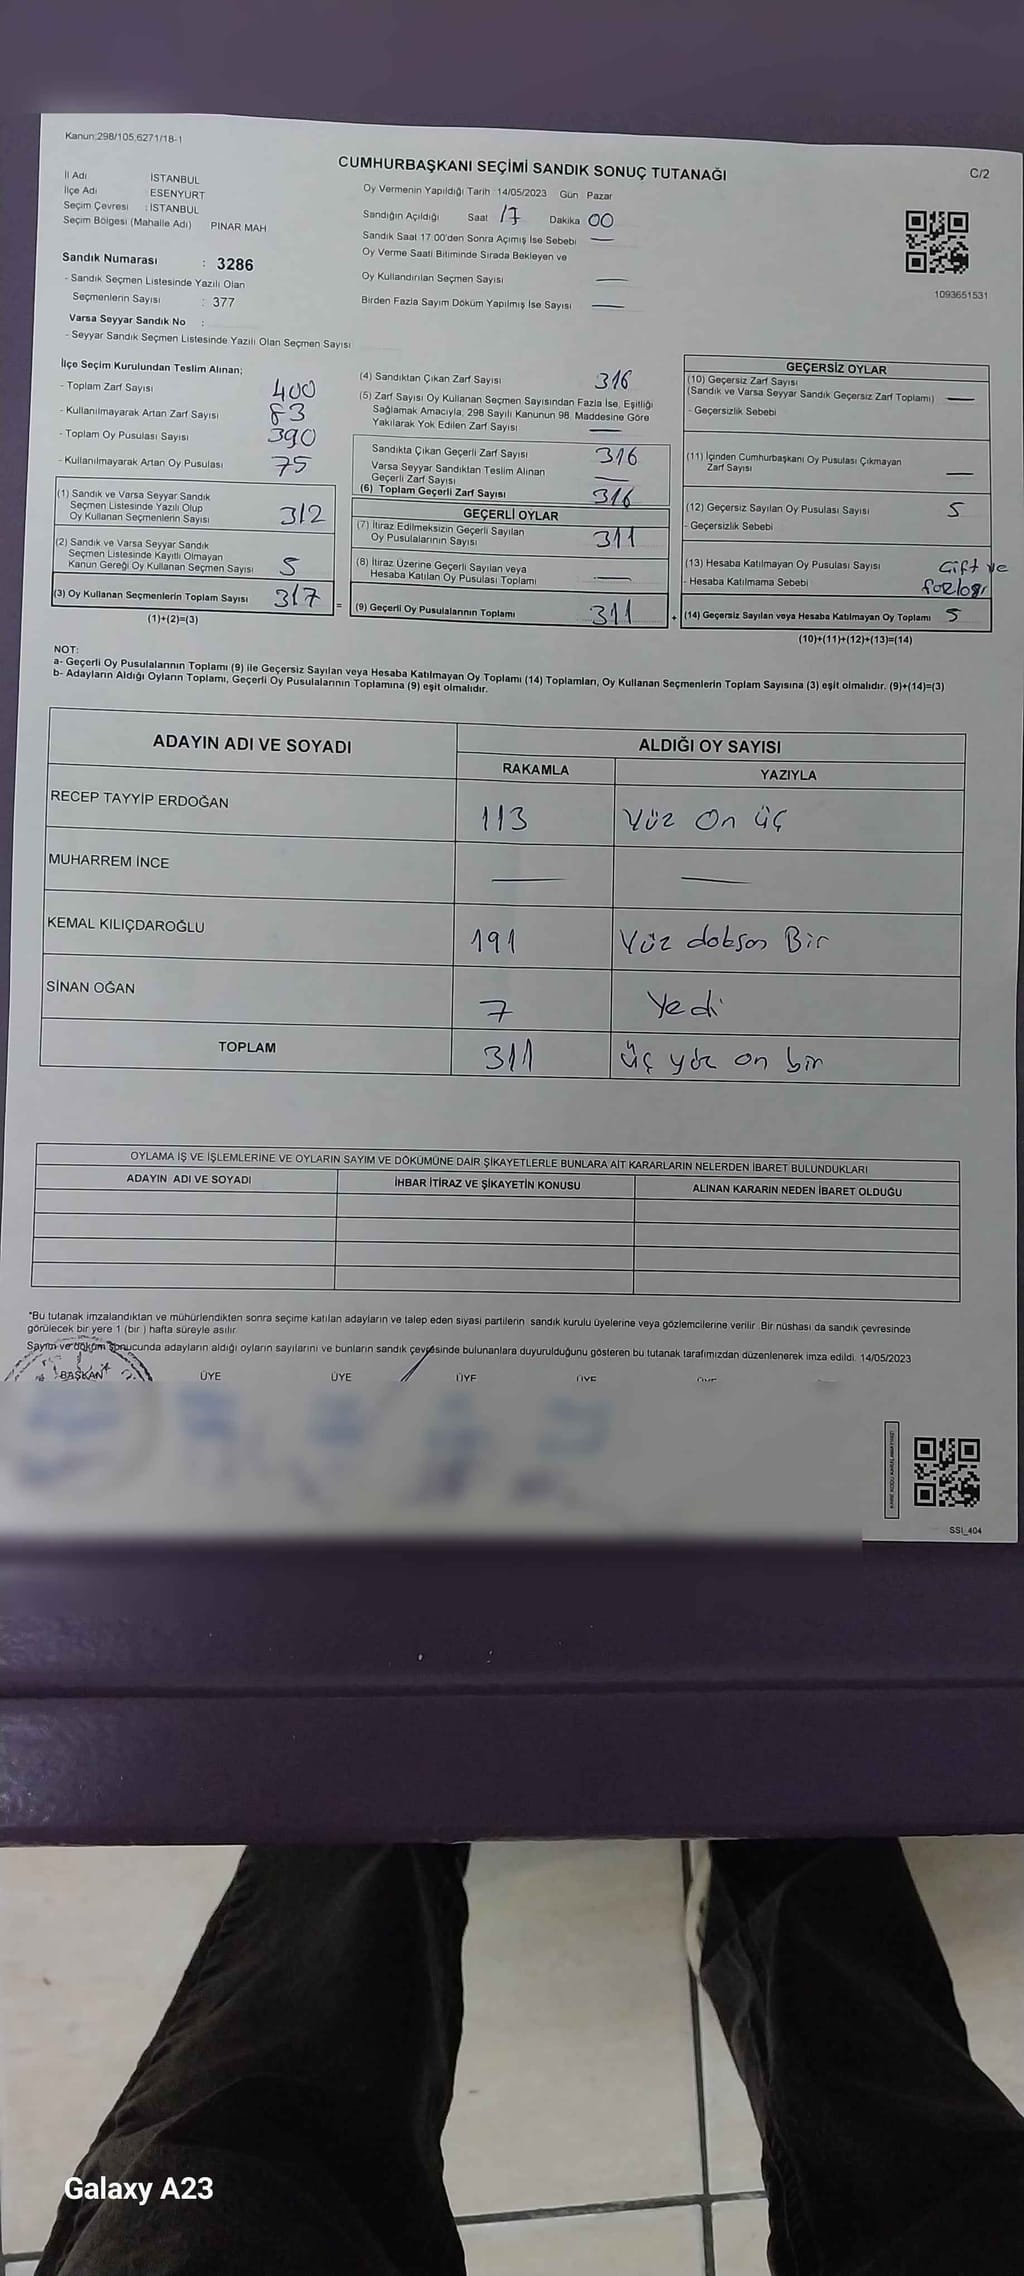 Kanun:298/105,6271/18-1
CUMHURBAŞKANI SEÇİMİ SANDIK SONUÇ TUTANAĞI
C/2
İl Adı İSTANBUL
İlçe Adı ESENYURT
Seçim Çevresi : İSTANBUL
Seçim Bölgesi (Mahalle Adı) PINAR MAH
Sandık Numarası : 3286
- Sandık Seçmen Listesinde Yazılı Olan
Seçmenlerin Sayısı : 377
Varsa Seyyar Sandık No :
- Seyyar Sandık Seçmen Listesinde Yazılı Olan Seçmen Sayısı
Oy Vermenin Yapıldığı Tarih 14/05/2023 Gün Pazar
Sandığın Açıldığı Saat 17 Dakika 00
Sandık Saat 17:00'den Sonra Açımış İse Sebebi —
Oy Verme Saati Bitiminde Sırada Bekleyen ve
Oy Kullandırılan Seçmen Sayısı —
Birden Fazla Sayım Döküm Yapılmış İse Sayısı —
1093651531
İlçe Seçim Kurulundan Teslim Alınan;
- Toplam Zarf Sayısı 400
- Kullanılmayarak Artan Zarf Sayısı 83
- Toplam Oy Pusulası Sayısı 390
- Kullanılmayarak Artan Oy Pusulası 75
(1) Sandık ve Varsa Seyyar Sandık
Seçmen Listesinde Yazılı Olup
Oy Kullanan Seçmenlerin Sayısı 312
(2) Sandık ve Varsa Seyyar Sandık
Seçmen Listesinde Kayıtlı Olmayan
Kanun Gereği Oy Kullanan Seçmen Sayısı 5
(3) Oy Kullanan Seçmenlerin Toplam Sayısı 317 =
(1)+(2)=(3)
(4) Sandıktan Çıkan Zarf Sayısı 316
(5) Zarf Sayısı Oy Kullanan Seçmen Sayısından Fazla İse, Eşitliği
Sağlamak Amacıyla, 298 Sayılı Kanunun 98. Maddesine Göre
Yakılarak Yok Edilen Zarf Sayısı —
Sandıkta Çıkan Geçerli Zarf Sayısı 316
Varsa Seyyar Sandıktan Teslim Alınan
Geçerli Zarf Sayısı —
(6) Toplam Geçerli Zarf Sayısı 316
GEÇERLİ OYLAR
(7) İtiraz Edilmeksizin Geçerli Sayılan
Oy Pusulalarının Sayısı 311
(8) İtiraz Üzerine Geçerli Sayılan veya
Hesaba Katılan Oy Pusulası Toplamı —
(9) Geçerli Oy Pusulalarının Toplamı 311 +
GEÇERSİZ OYLAR
(10) Geçersiz Zarf Sayısı
(Sandık ve Varsa Seyyar Sandık Geçersiz Zarf Toplamı) —
- Geçersizlik Sebebi
(11) İçinden Cumhurbaşkanı Oy Pusulası Çıkmayan
Zarf Sayısı —
(12) Geçersiz Sayılan Oy Pusulası Sayısı 5
- Geçersizlik Sebebi
(13) Hesaba Katılmayan Oy Pusulası Sayısı Çift ve
- Hesaba Katılmama Sebebi
(14) Geçersiz Sayılan veya Hesaba Katılmayan Oy Toplamı 5
(10)+(11)+(12)+(13)=(14)
NOT:
a- Geçerli Oy Pusulalarının Toplamı (9) ile Geçersiz Sayılan veya Hesaba Katılmayan Oy Toplamı (14) Toplamları, Oy Kullanan Seçmenlerin Toplam Sayısına (3) eşit olmalıdır. (9)+(14)=(3)
b- Adayların Aldığı Oyların Toplamı, Geçerli Oy Pusulalarının Toplamına (9) eşit olmalıdır.
ADAYIN ADI VE SOYADI ALDIĞI OY SAYISI
RAKAMLA YAZIYLA
RECEP TAYYİP ERDOĞAN 113 Yüz On üç
MUHARREM İNCE — —
KEMAL KILIÇDAROĞLU 191 Yüz doksan Bir
SİNAN OĞAN 7 Yedi
TOPLAM 311 üç yüz on bir
OYLAMA İŞ VE İŞLEMLERİNE VE OYLARIN SAYIM VE DÖKÜMÜNE DAİR ŞİKAYETLERLE BUNLARA AİT KARARLARIN NELERDEN İBARET BULUNDUKLARI
ADAYIN ADI VE SOYADI İHBAR İTİRAZ VE ŞİKAYETİN KONUSU ALINAN KARARIN NEDEN İBARET OLDUĞU
*Bu tutanak imzalandıktan ve mühürlendikten sonra seçime katılan adayların ve talep eden siyasi partilerin sandık kurulu üyelerine veya gözlemcilerine verilir. Bir nüshası da sandık çevresinde
görülecek bir yere 1 (bir ) hafta süreyle asılır.
Sayım ve döküm sonucunda adayların aldığı oyların sayılarını ve bunların sandık çevresinde bulunanlara duyurulduğunu gösteren bu tutanak tarafımızdan düzenlenerek imza edildi. 14/05/2023
BAŞKAN ÜYE ÜYE ÜYE ÜYE
SSI_404
Galaxy A23